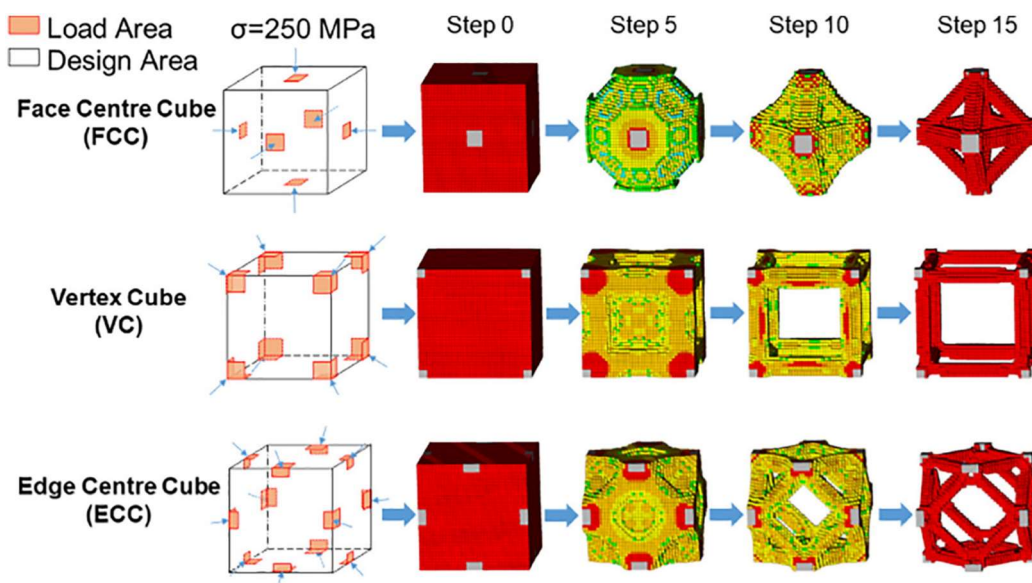 Load Area
Design Area
σ=250 MPa
Step 0
Step 5
Step 10
Step 15
Face Centre Cube
(FCC)
Vertex Cube
(VC)
Edge Centre Cube
(ECC)